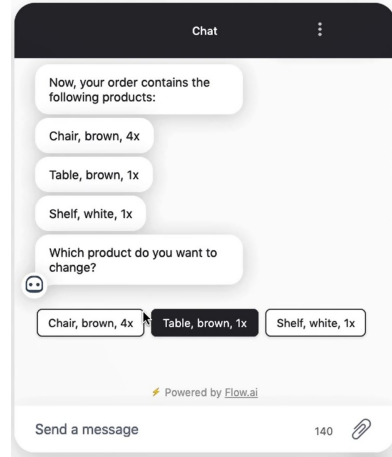 Chat
Now, your order contains the
following products:
Chair, brown, 4x
Table, brown, 1x
Shelf, white, 1x
Which product do you want to
change?
Chair, brown, 4x Table, brown, 1x Shelf, white, 1x
⚡ Powered by Flow.ai
Send a message 140